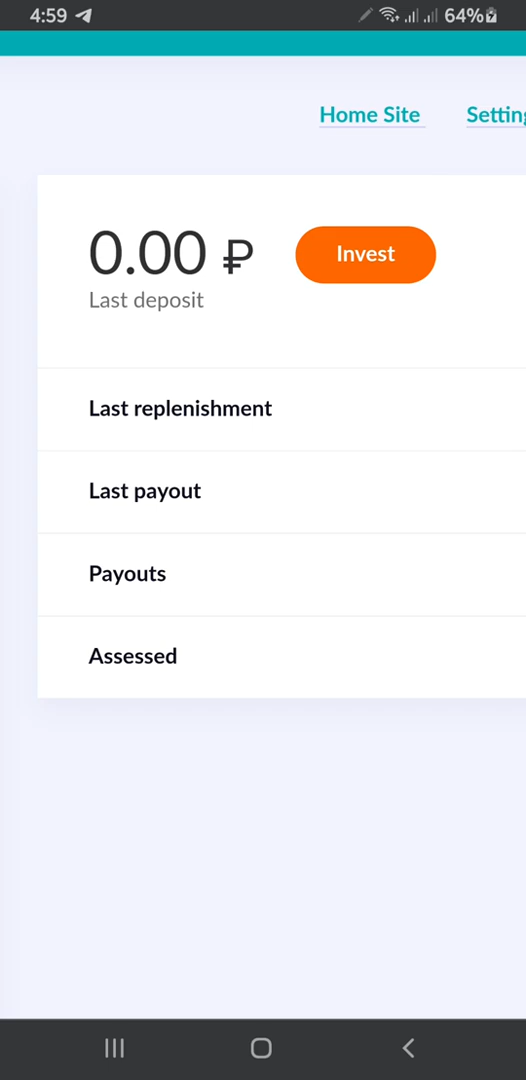 4:59 64%
Home Site
0.00 ₽ Invest
Last deposit
Last replenishment
Last payout
Payouts
Assessed